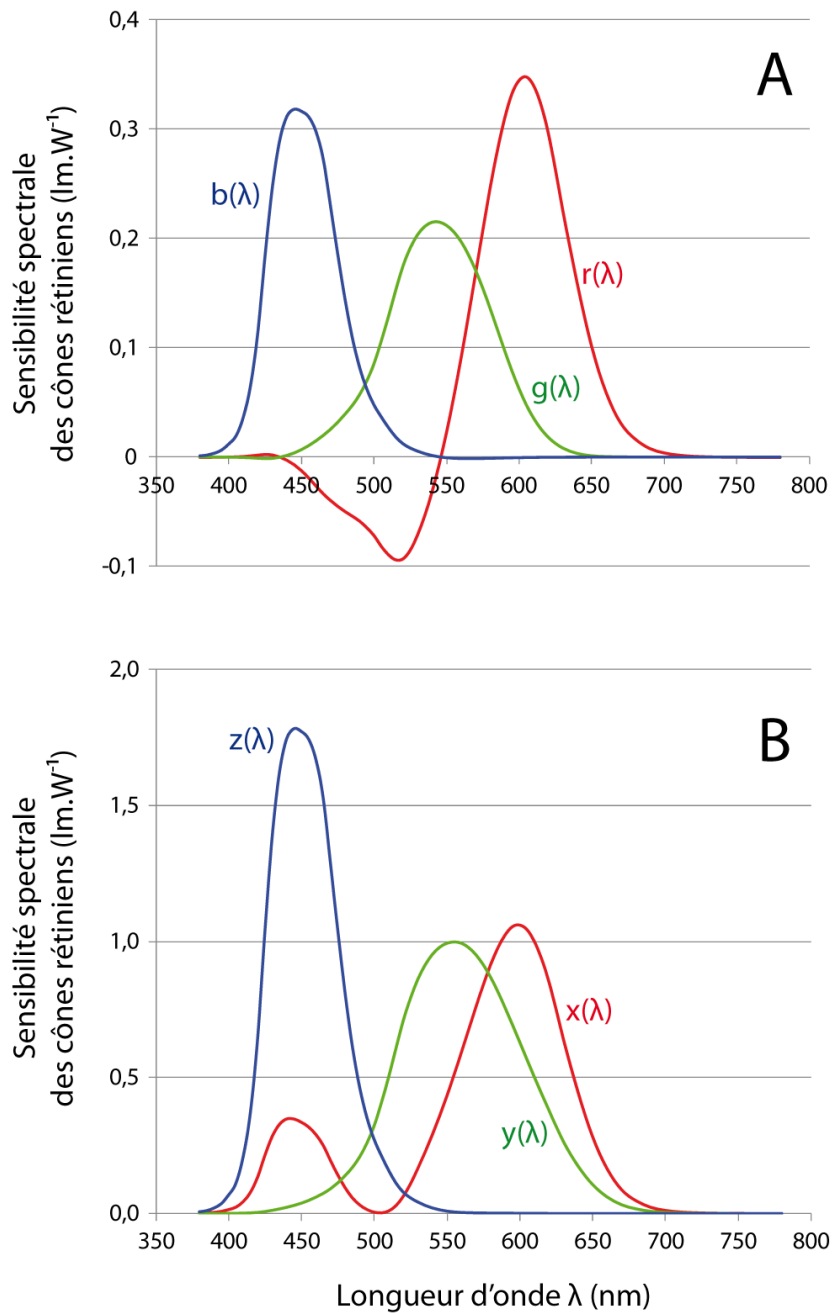 0,4
0,3
0,2
0,1
0
-0,1
350 400 450 500 550 600 650 700 750 800
Sensibilité spectrale
des cônes rétiniens (lm.W⁻¹)
A
b(λ)
r(λ)
g(λ)
2,0
1,5
1,0
0,5
0,0
350 400 450 500 550 600 650 700 750 800
Sensibilité spectrale
des cônes rétiniens (lm.W⁻¹)
B
z(λ)
x(λ)
y(λ)
Longueur d’onde λ (nm)